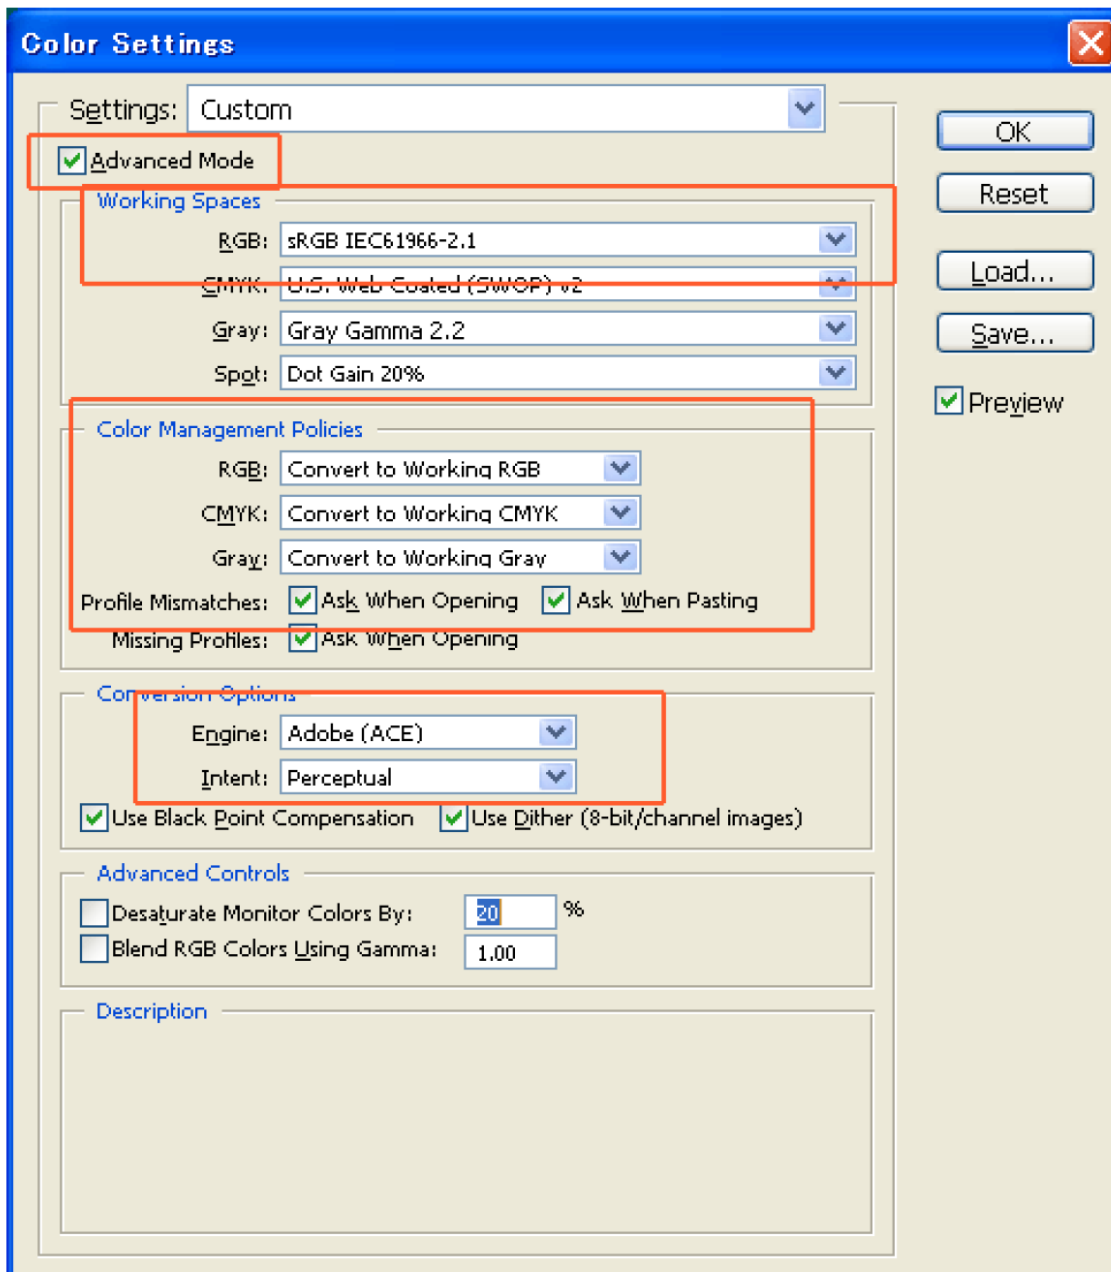 Color Settings
Settings: Custom
OK
Advanced Mode
Reset
Working Spaces
RGB: sRGB IEC61966-2.1
CMYK: U.S. Web Coated (SWOP) v2
Load...
Gray: Gray Gamma 2.2
Save...
Spot: Dot Gain 20%
Preview
Color Management Policies
RGB: Convert to Working RGB
CMYK: Convert to Working CMYK
Gray: Convert to Working Gray
Profile Mismatches: Ask When Opening Ask When Pasting
Missing Profiles: Ask When Opening
Conversion Options
Engine: Adobe (ACE)
Intent: Perceptual
Use Black Point Compensation Use Dither (8-bit/channel images)
Advanced Controls
Desaturate Monitor Colors By: 20 %
Blend RGB Colors Using Gamma: 1.00
Description